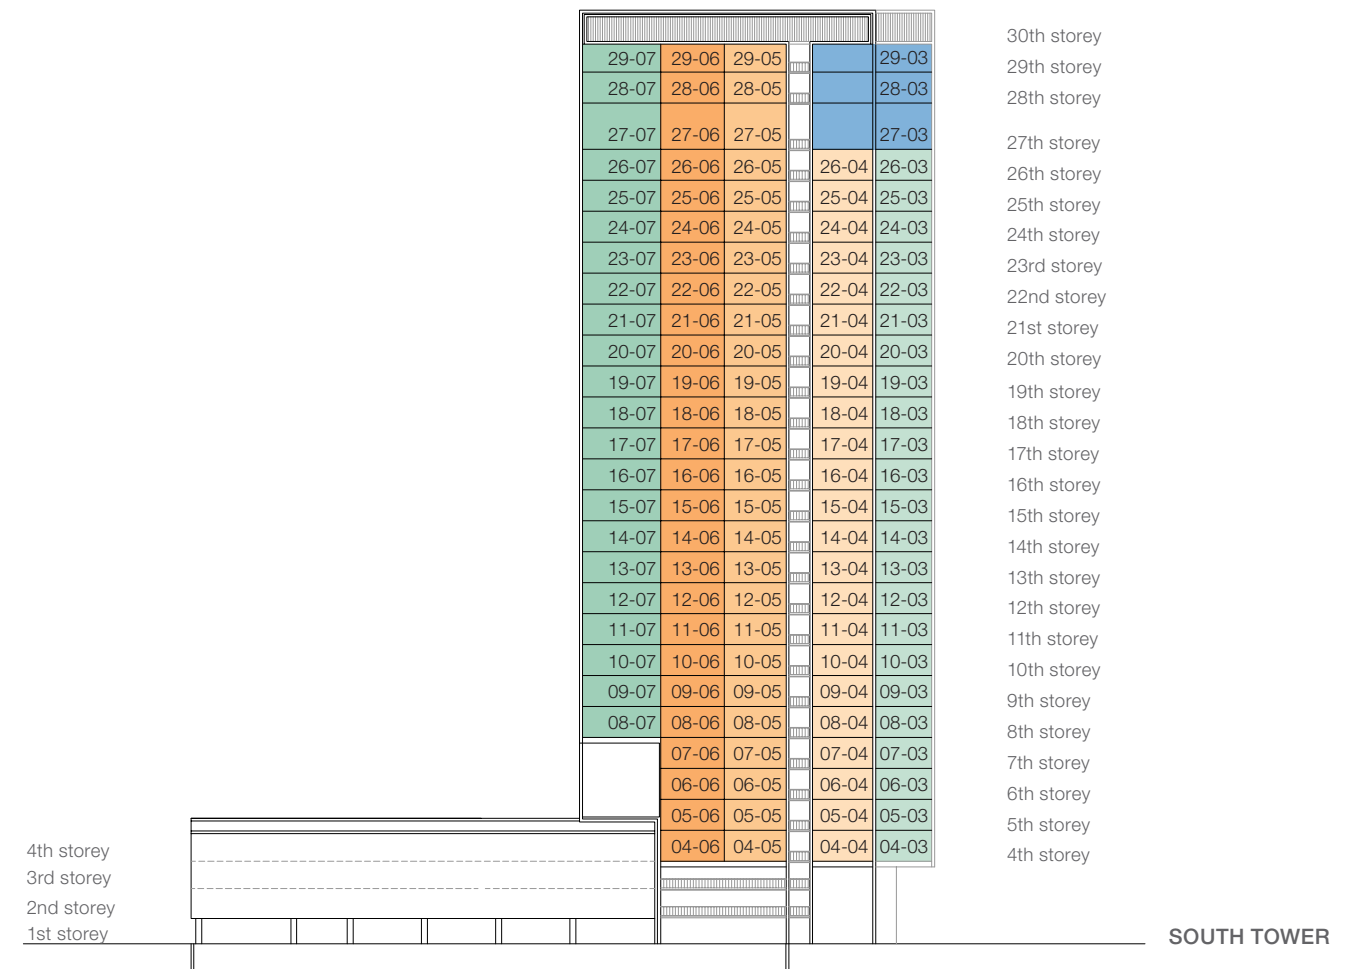 30th storey
29-07 29-06 29-05 29-03 29th storey
28-07 28-06 28-05 28-03 28th storey
27-07 27-06 27-05 27-03 27th storey
26-07 26-06 26-05 26-04 26-03 26th storey
25-07 25-06 25-05 25-04 25-03 25th storey
24-07 24-06 24-05 24-04 24-03 24th storey
23-07 23-06 23-05 23-04 23-03 23rd storey
22-07 22-06 22-05 22-04 22-03 22nd storey
21-07 21-06 21-05 21-04 21-03 21st storey
20-07 20-06 20-05 20-04 20-03 20th storey
19-07 19-06 19-05 19-04 19-03 19th storey
18-07 18-06 18-05 18-04 18-03 18th storey
17-07 17-06 17-05 17-04 17-03 17th storey
16-07 16-06 16-05 16-04 16-03 16th storey
15-07 15-06 15-05 15-04 15-03 15th storey
14-07 14-06 14-05 14-04 14-03 14th storey
13-07 13-06 13-05 13-04 13-03 13th storey
12-07 12-06 12-05 12-04 12-03 12th storey
11-07 11-06 11-05 11-04 11-03 11th storey
10-07 10-06 10-05 10-04 10-03 10th storey
09-07 09-06 09-05 09-04 09-03 9th storey
08-07 08-06 08-05 08-04 08-03 8th storey
07-06 07-05 07-04 07-03 7th storey
06-06 06-05 06-04 06-03 6th storey
05-06 05-05 05-04 05-03 5th storey
4th storey 04-06 04-05 04-04 04-03 4th storey
3rd storey
2nd storey
1st storey
SOUTH TOWER